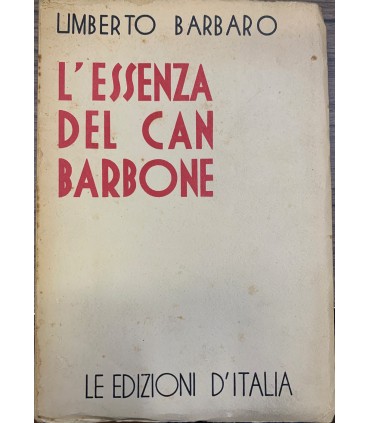 UMBERTO BARBARO
L'ESSENZA
DEL CAN
BARBONE
LE EDIZIONI D'ITALIA